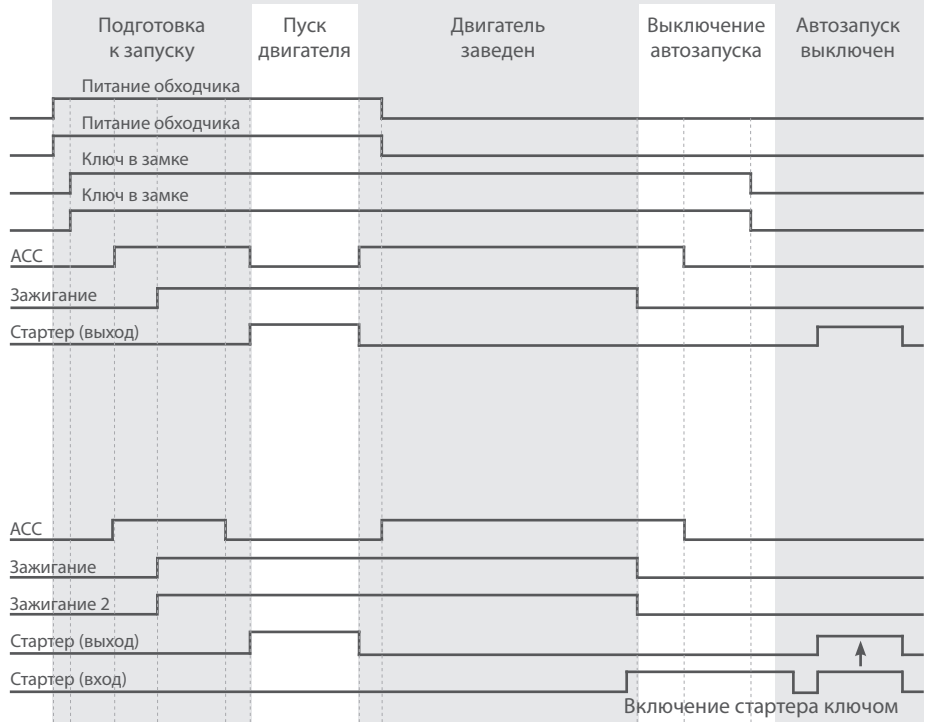 Подготовка
к запуску
Пуск
двигателя
Двигатель
заведен
Выключение
автозапуска
Автозапуск
выключен
Питание обходчика
Питание обходчика
Ключ в замке
Ключ в замке
ACC
Зажигание
Стартер (выход)
ACC
Зажигание
Зажигание 2
Стартер (выход)
Стартер (вход)
Включение стартера ключом